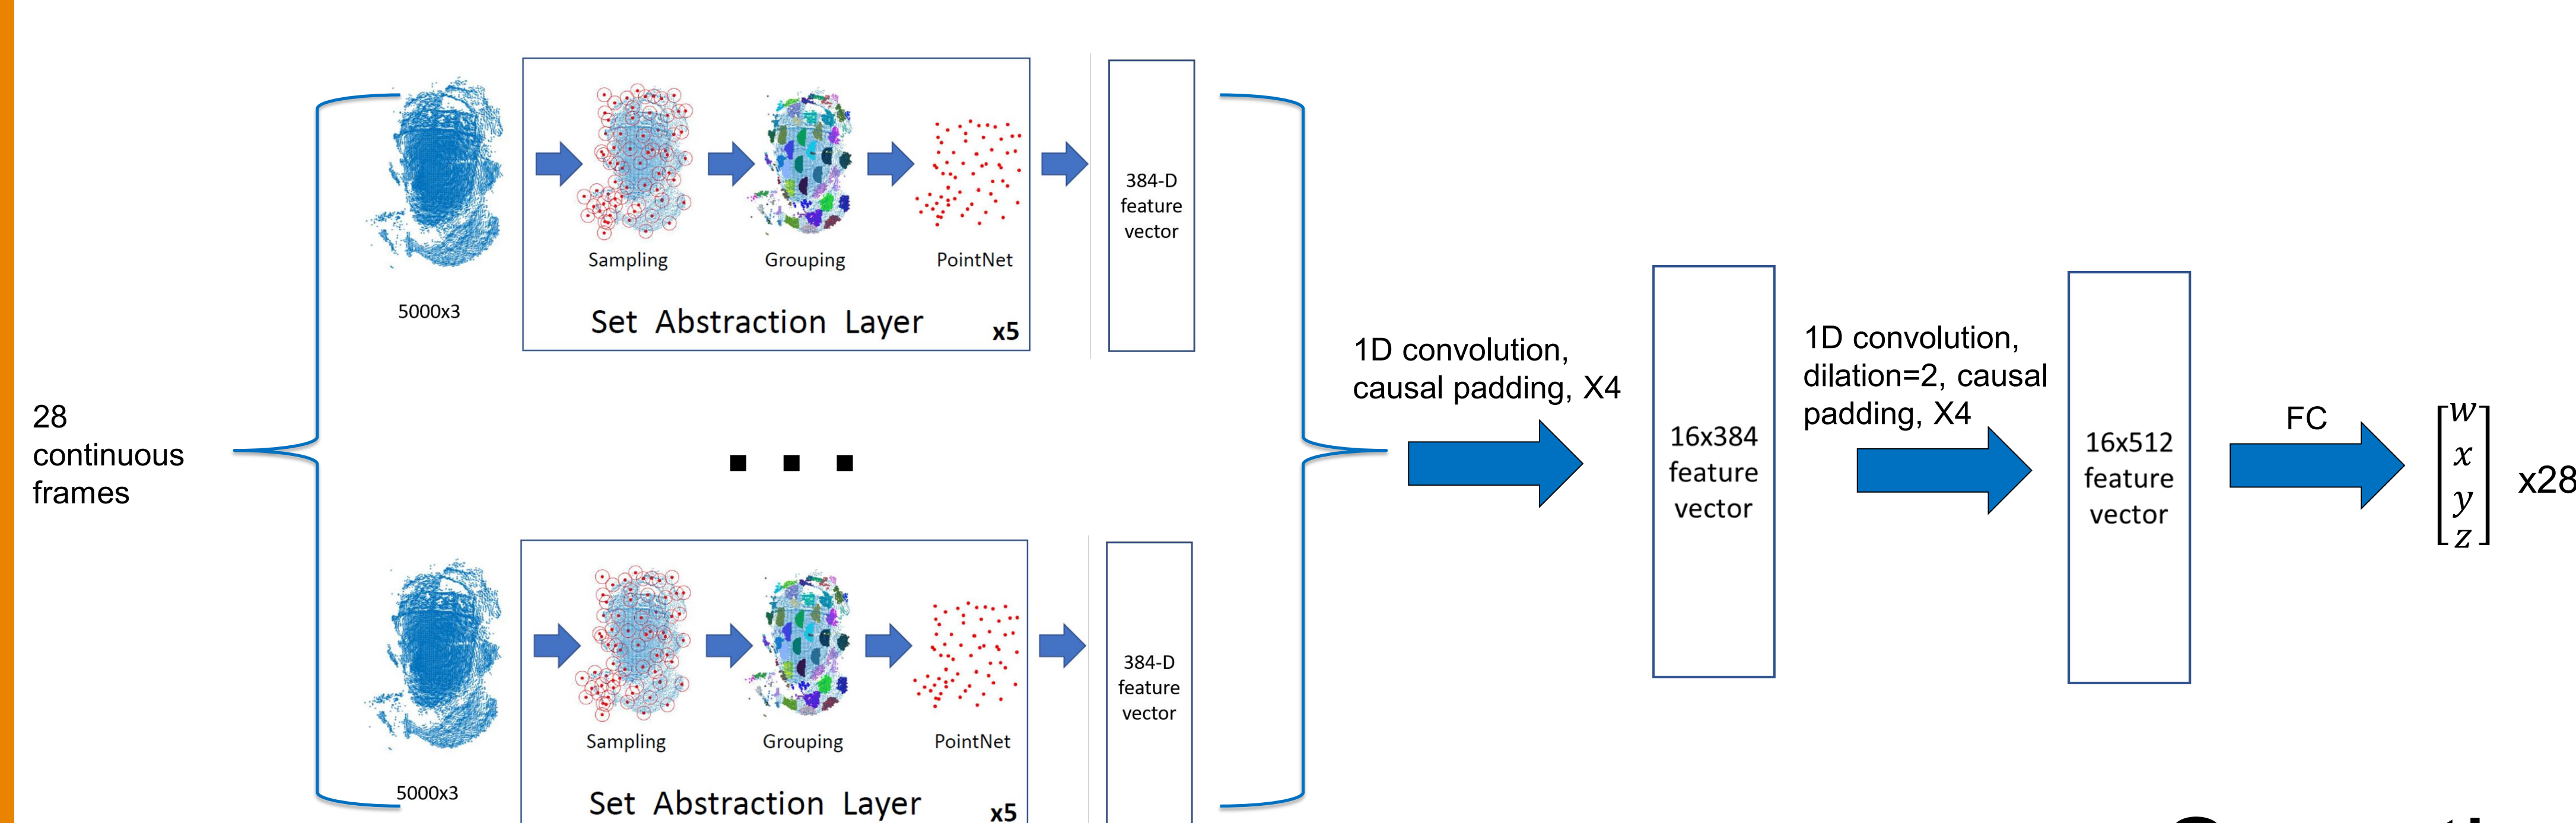 28
continuous
frames
5000x3
Sampling
Grouping
PointNet
Set Abstraction Layer
x5
384-D
feature
vector
5000x3
Sampling
Grouping
PointNet
Set Abstraction Layer
x5
384-D
feature
vector
1D convolution,
causal padding, X4
16x384
feature
vector
1D convolution,
dilation=2, causal
padding, X4
16x512
feature
vector
FC
w
x
y
z
x28